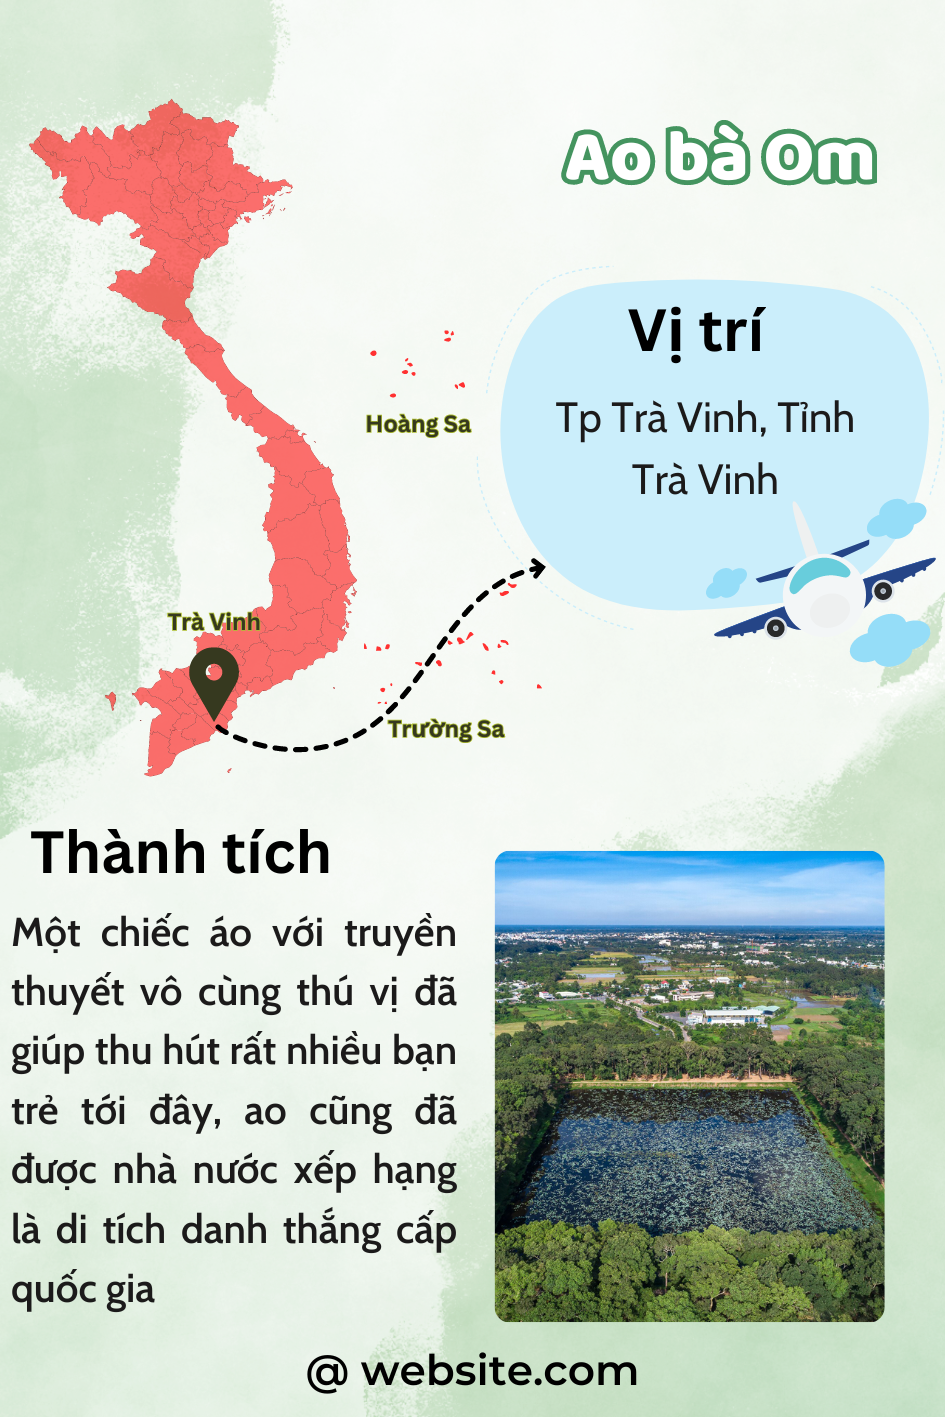 Ao bà Om
Vị trí
Tp Trà Vinh, Tỉnh
Trà Vinh
Hoàng Sa
Trà Vinh
Trường Sa
Thành tích
Một chiếc áo với truyền
thuyết vô cùng thú vị đã
giúp thu hút rất nhiều bạn
trẻ tới đây, ao cũng đã
được nhà nước xếp hạng
là di tích danh thắng cấp
quốc gia
@ website.com